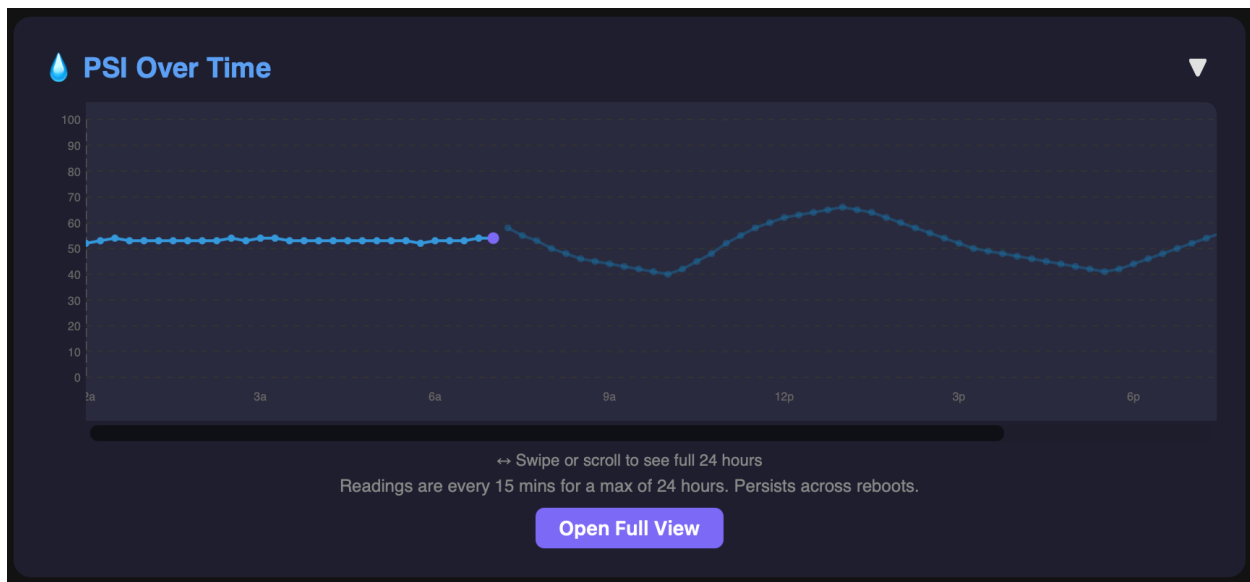 PSI Over Time
100
90
80
70
60
50
40
30
20
10
0
2a 3a 6a 9a 12p 3p 6p
↔ Swipe or scroll to see full 24 hours
Readings are every 15 mins for a max of 24 hours. Persists across reboots.
Open Full View